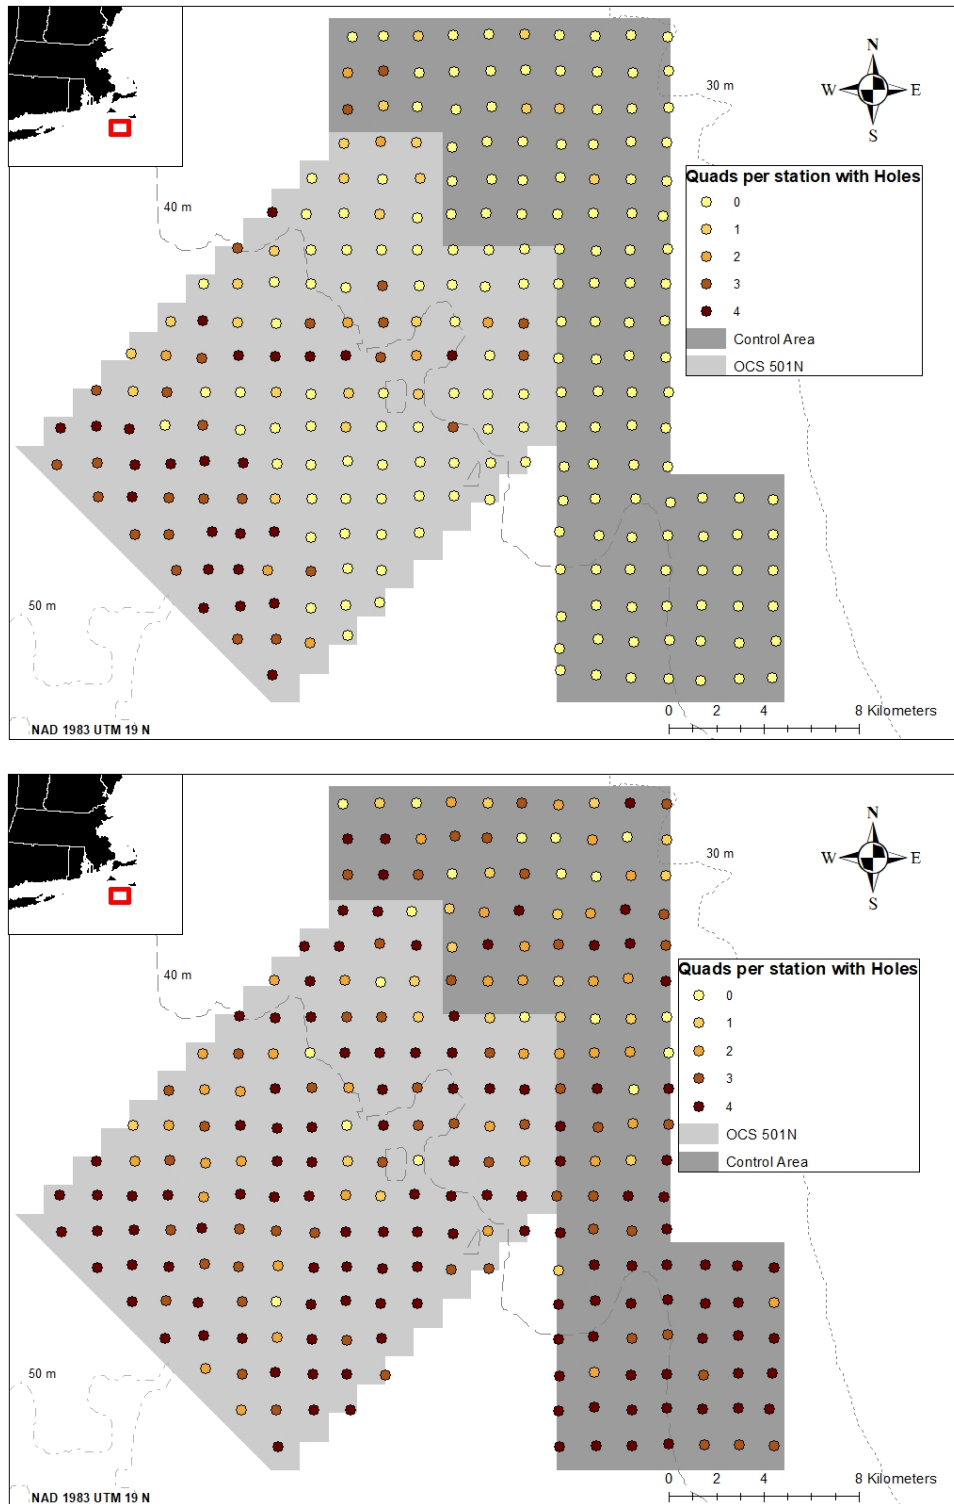 N
W E
S
30 m
Quads per station with Holes
0
1
2
3
4
Control Area
OCS 501N
40 m
50 m
0 2 4 8 Kilometers
NAD 1983 UTM 19 N
N
W E
S
30 m
Quads per station with Holes
0
1
2
3
4
OCS 501N
Control Area
40 m
50 m
0 2 4 8 Kilometers
NAD 1983 UTM 19 N